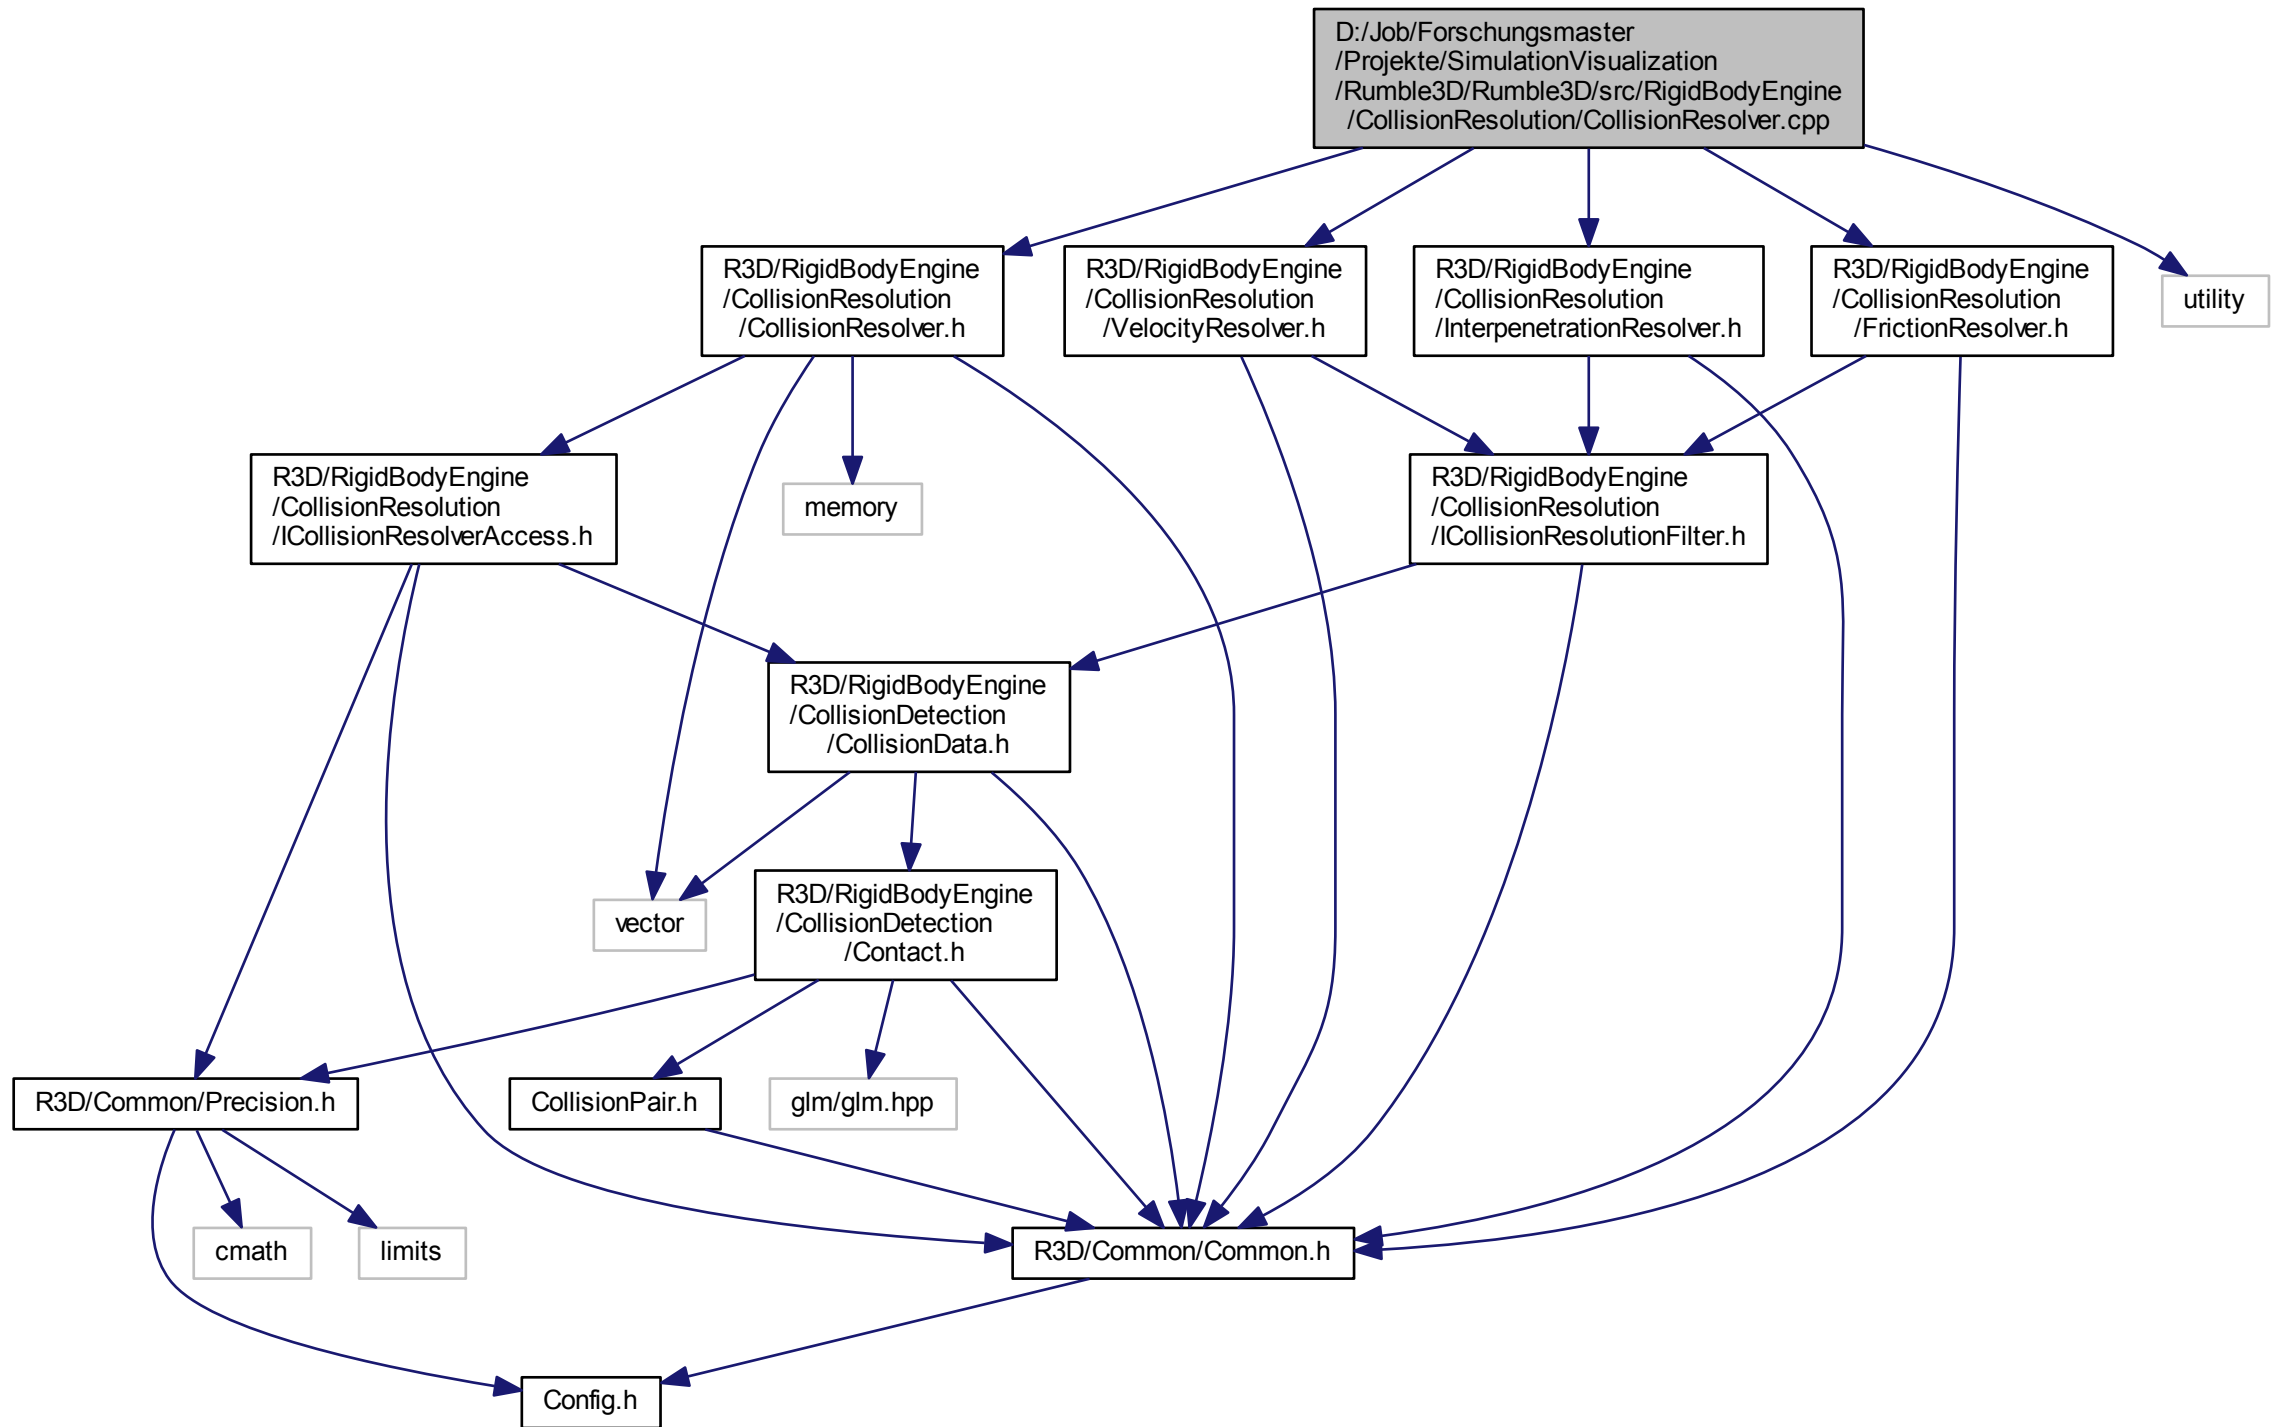 D:/Job/Forschungsmaster
/Projekte/SimulationVisualization
/Rumble3D/Rumble3D/src/RigidBodyEngine
/CollisionResolution/CollisionResolver.cpp
R3D/RigidBodyEngine
/CollisionResolution
/CollisionResolver.h
R3D/RigidBodyEngine
/CollisionResolution
/VelocityResolver.h
R3D/RigidBodyEngine
/CollisionResolution
/InterpenetrationResolver.h
R3D/RigidBodyEngine
/CollisionResolution
/FrictionResolver.h
utility
R3D/RigidBodyEngine
/CollisionResolution
/ICollisionResolverAccess.h
memory
R3D/RigidBodyEngine
/CollisionResolution
/ICollisionResolutionFilter.h
R3D/RigidBodyEngine
/CollisionDetection
/CollisionData.h
vector
R3D/RigidBodyEngine
/CollisionDetection
/Contact.h
R3D/Common/Precision.h
CollisionPair.h
glm/glm.hpp
cmath
limits
R3D/Common/Common.h
Config.h